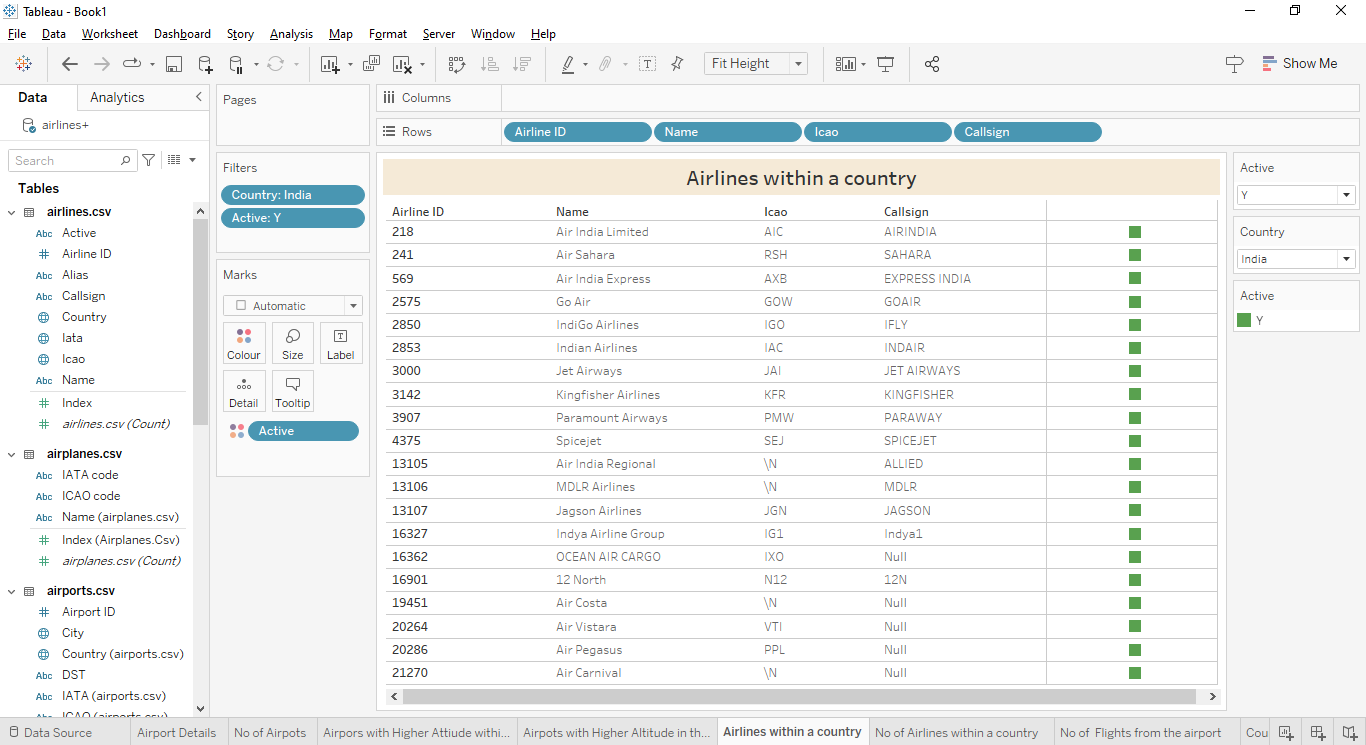 Tableau - Book1
File Data Worksheet Dashboard Story Analysis Map Format Server Window Help
Fit Height
Show Me
Data Analytics
airlines+
Search
Tables
airlines.csv
Abc Active
Airline ID
Abc Alias
Abc Callsign
Country
Iata
Icao
Abc Name
Index
airlines.csv (Count)
airplanes.csv
Abc IATA code
Abc ICAO code
Abc Name (airplanes.csv)
Index (Airplanes.Csv)
airplanes.csv (Count)
airports.csv
Airport ID
City
Country (airports.csv)
Abc DST
Abc IATA (airports.csv)
Abc ICAO (airports.csv)
Pages
Filters
Country: India
Active: Y
Marks
Automatic
Colour Size Label
Detail Tooltip
Active
Columns
Rows Airline ID Name Icao Callsign
Airlines within a country
Airline ID Name Icao Callsign
218 Air India Limited AIC AIRINDIA
241 Air Sahara RSH SAHARA
569 Air India Express AXB EXPRESS INDIA
2575 Go Air GOW GOAIR
2850 IndiGo Airlines IGO IFLY
2853 Indian Airlines IAC INDAIR
3000 Jet Airways JAI JET AIRWAYS
3142 Kingfisher Airlines KFR KINGFISHER
3907 Paramount Airways PMW PARAWAY
4375 Spicejet SEJ SPICEJET
13105 Air India Regional \N ALLIED
13106 MDLR Airlines \N MDLR
13107 Jagson Airlines JGN JAGSON
16327 Indya Airline Group IG1 Indya1
16362 OCEAN AIR CARGO IXO Null
16901 12 North N12 12N
19451 Air Costa \N Null
20264 Air Vistara VTI Null
20286 Air Pegasus PPL Null
21270 Air Carnival \N Null
Active
Y
Country
India
Active
Y
Data Source Airport Details No of Airpots Airpors with Higher Attiude withi... Airpots with Higher Altitude in th... Airlines within a country No of Airlines within a country No of Flights from the airport Cou